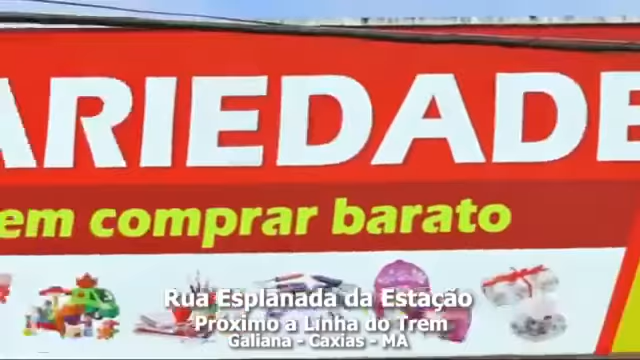 ARIEDADE
em comprar barato
Rua Esplanada da Estação
Próximo a Linha do Trem
Galiana - Caxias - MA